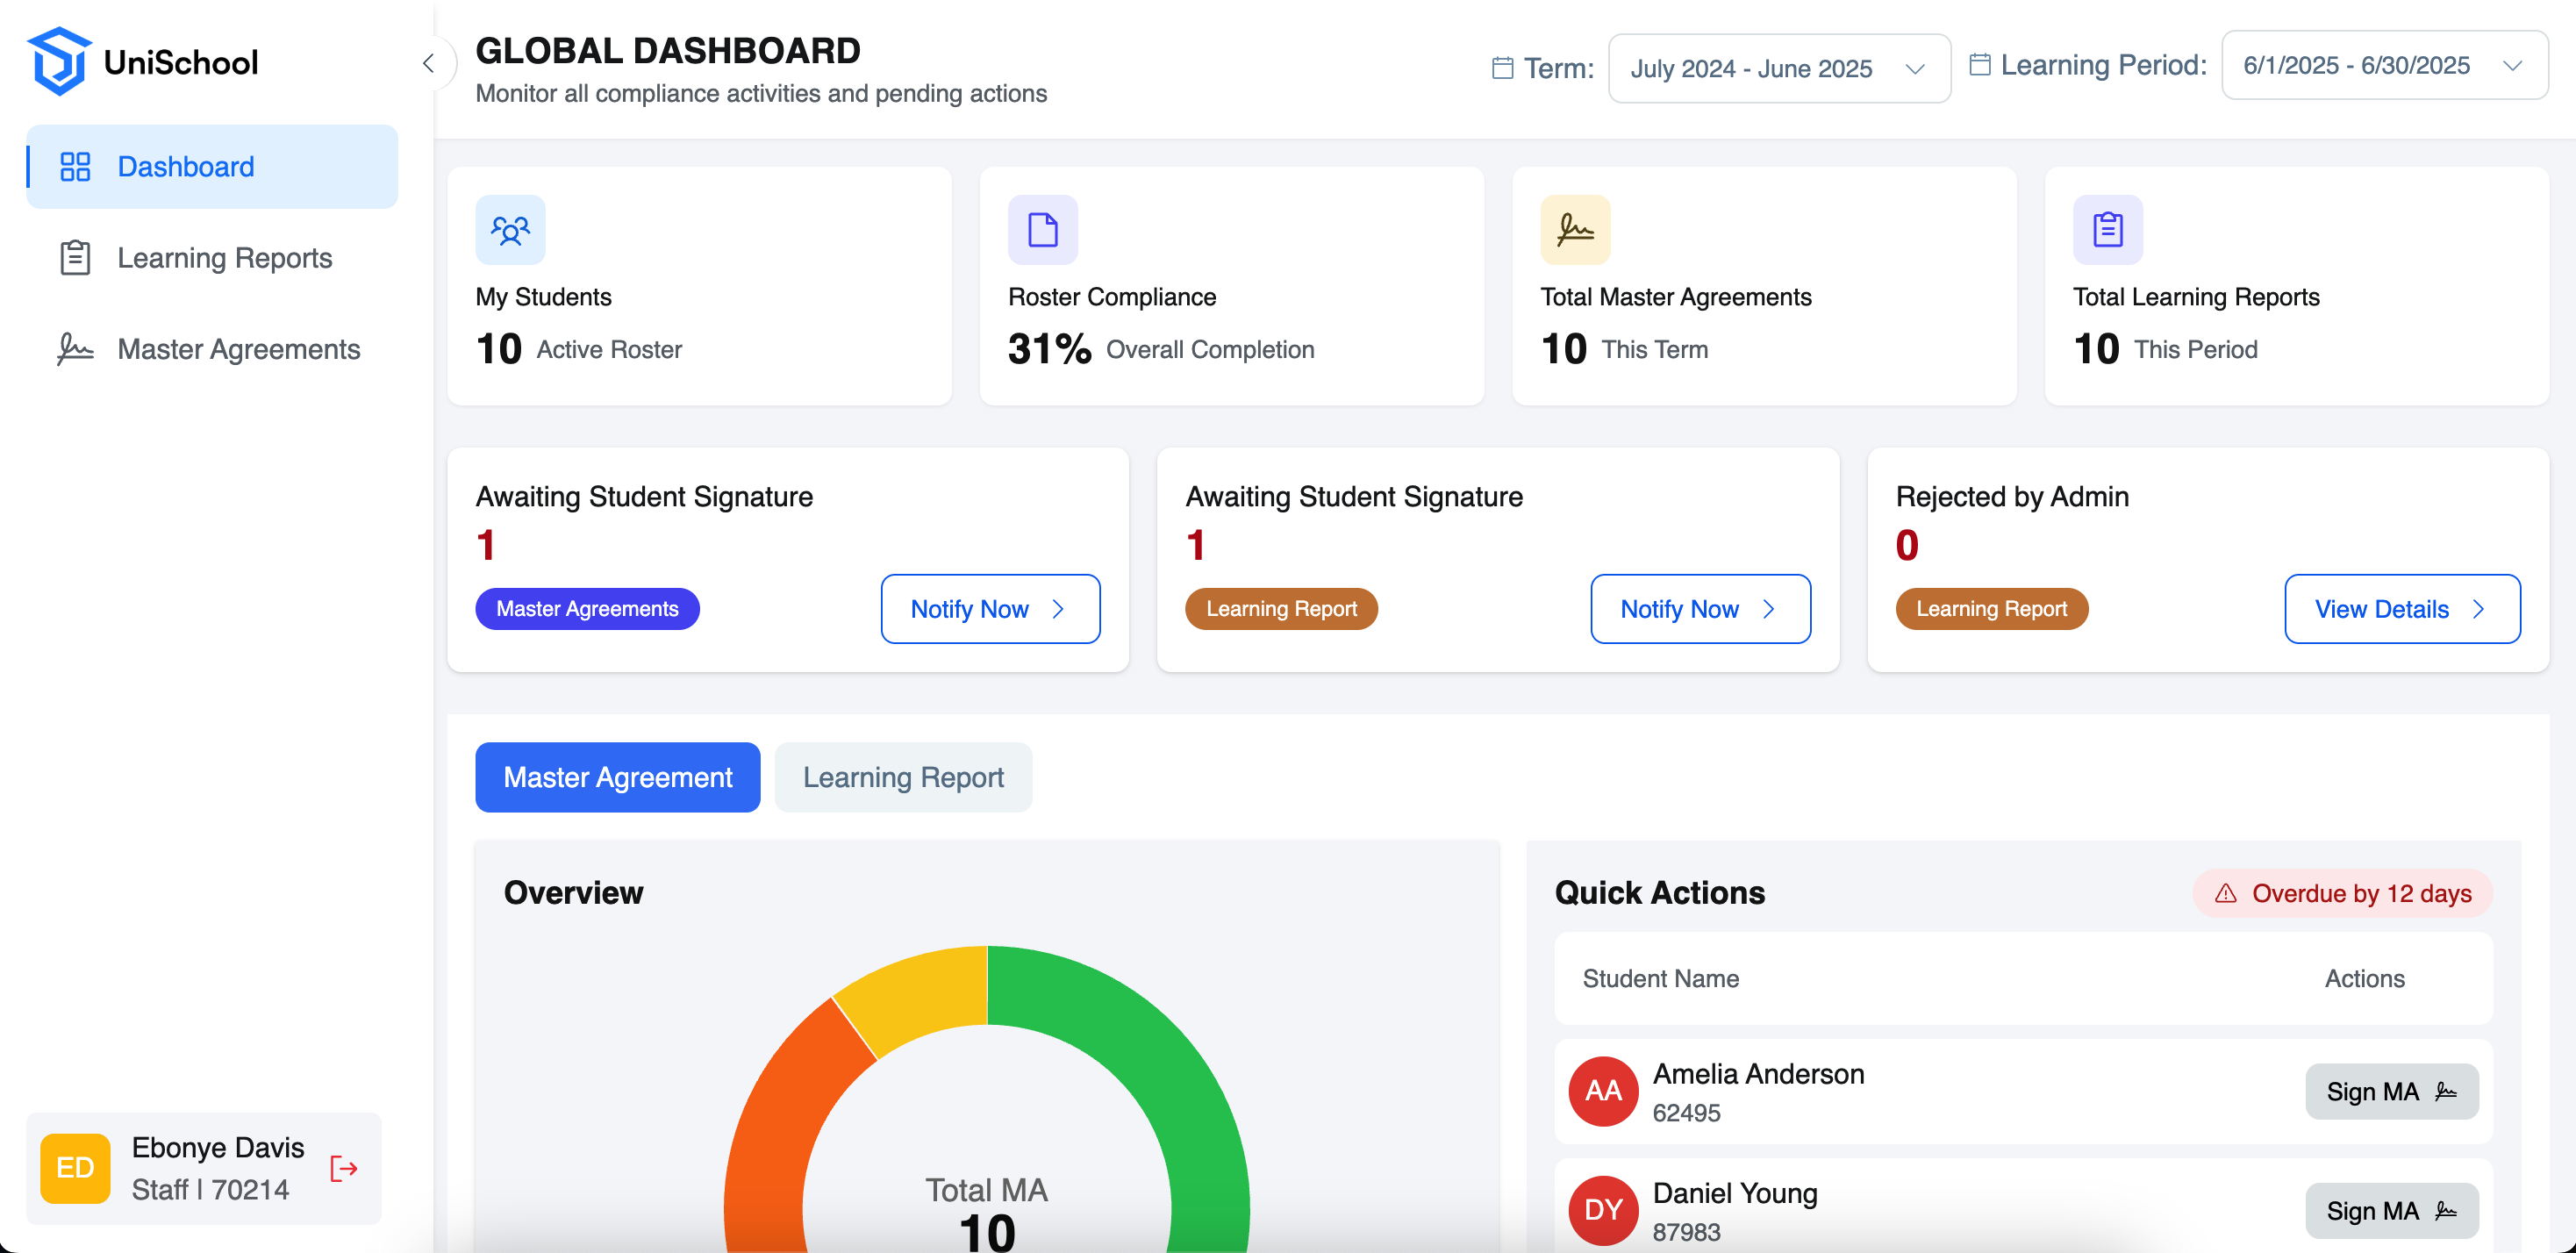 UniSchool
Dashboard
Learning Reports
Master Agreements
ED
Ebonye Davis
Staff | 70214
GLOBAL DASHBOARD
Monitor all compliance activities and pending actions
Term:
July 2024 - June 2025
Learning Period:
6/1/2025 - 6/30/2025
My Students
10 Active Roster
Roster Compliance
31% Overall Completion
Total Master Agreements
10 This Term
Total Learning Reports
10 This Period
Awaiting Student Signature
1
Master Agreements
Notify Now
Awaiting Student Signature
1
Learning Report
Notify Now
Rejected by Admin
0
Learning Report
View Details
Master Agreement
Learning Report
Overview
Total MA
10
Quick Actions
Overdue by 12 days
Student Name
Actions
AA
Amelia Anderson
62495
Sign MA
DY
Daniel Young
87983
Sign MA